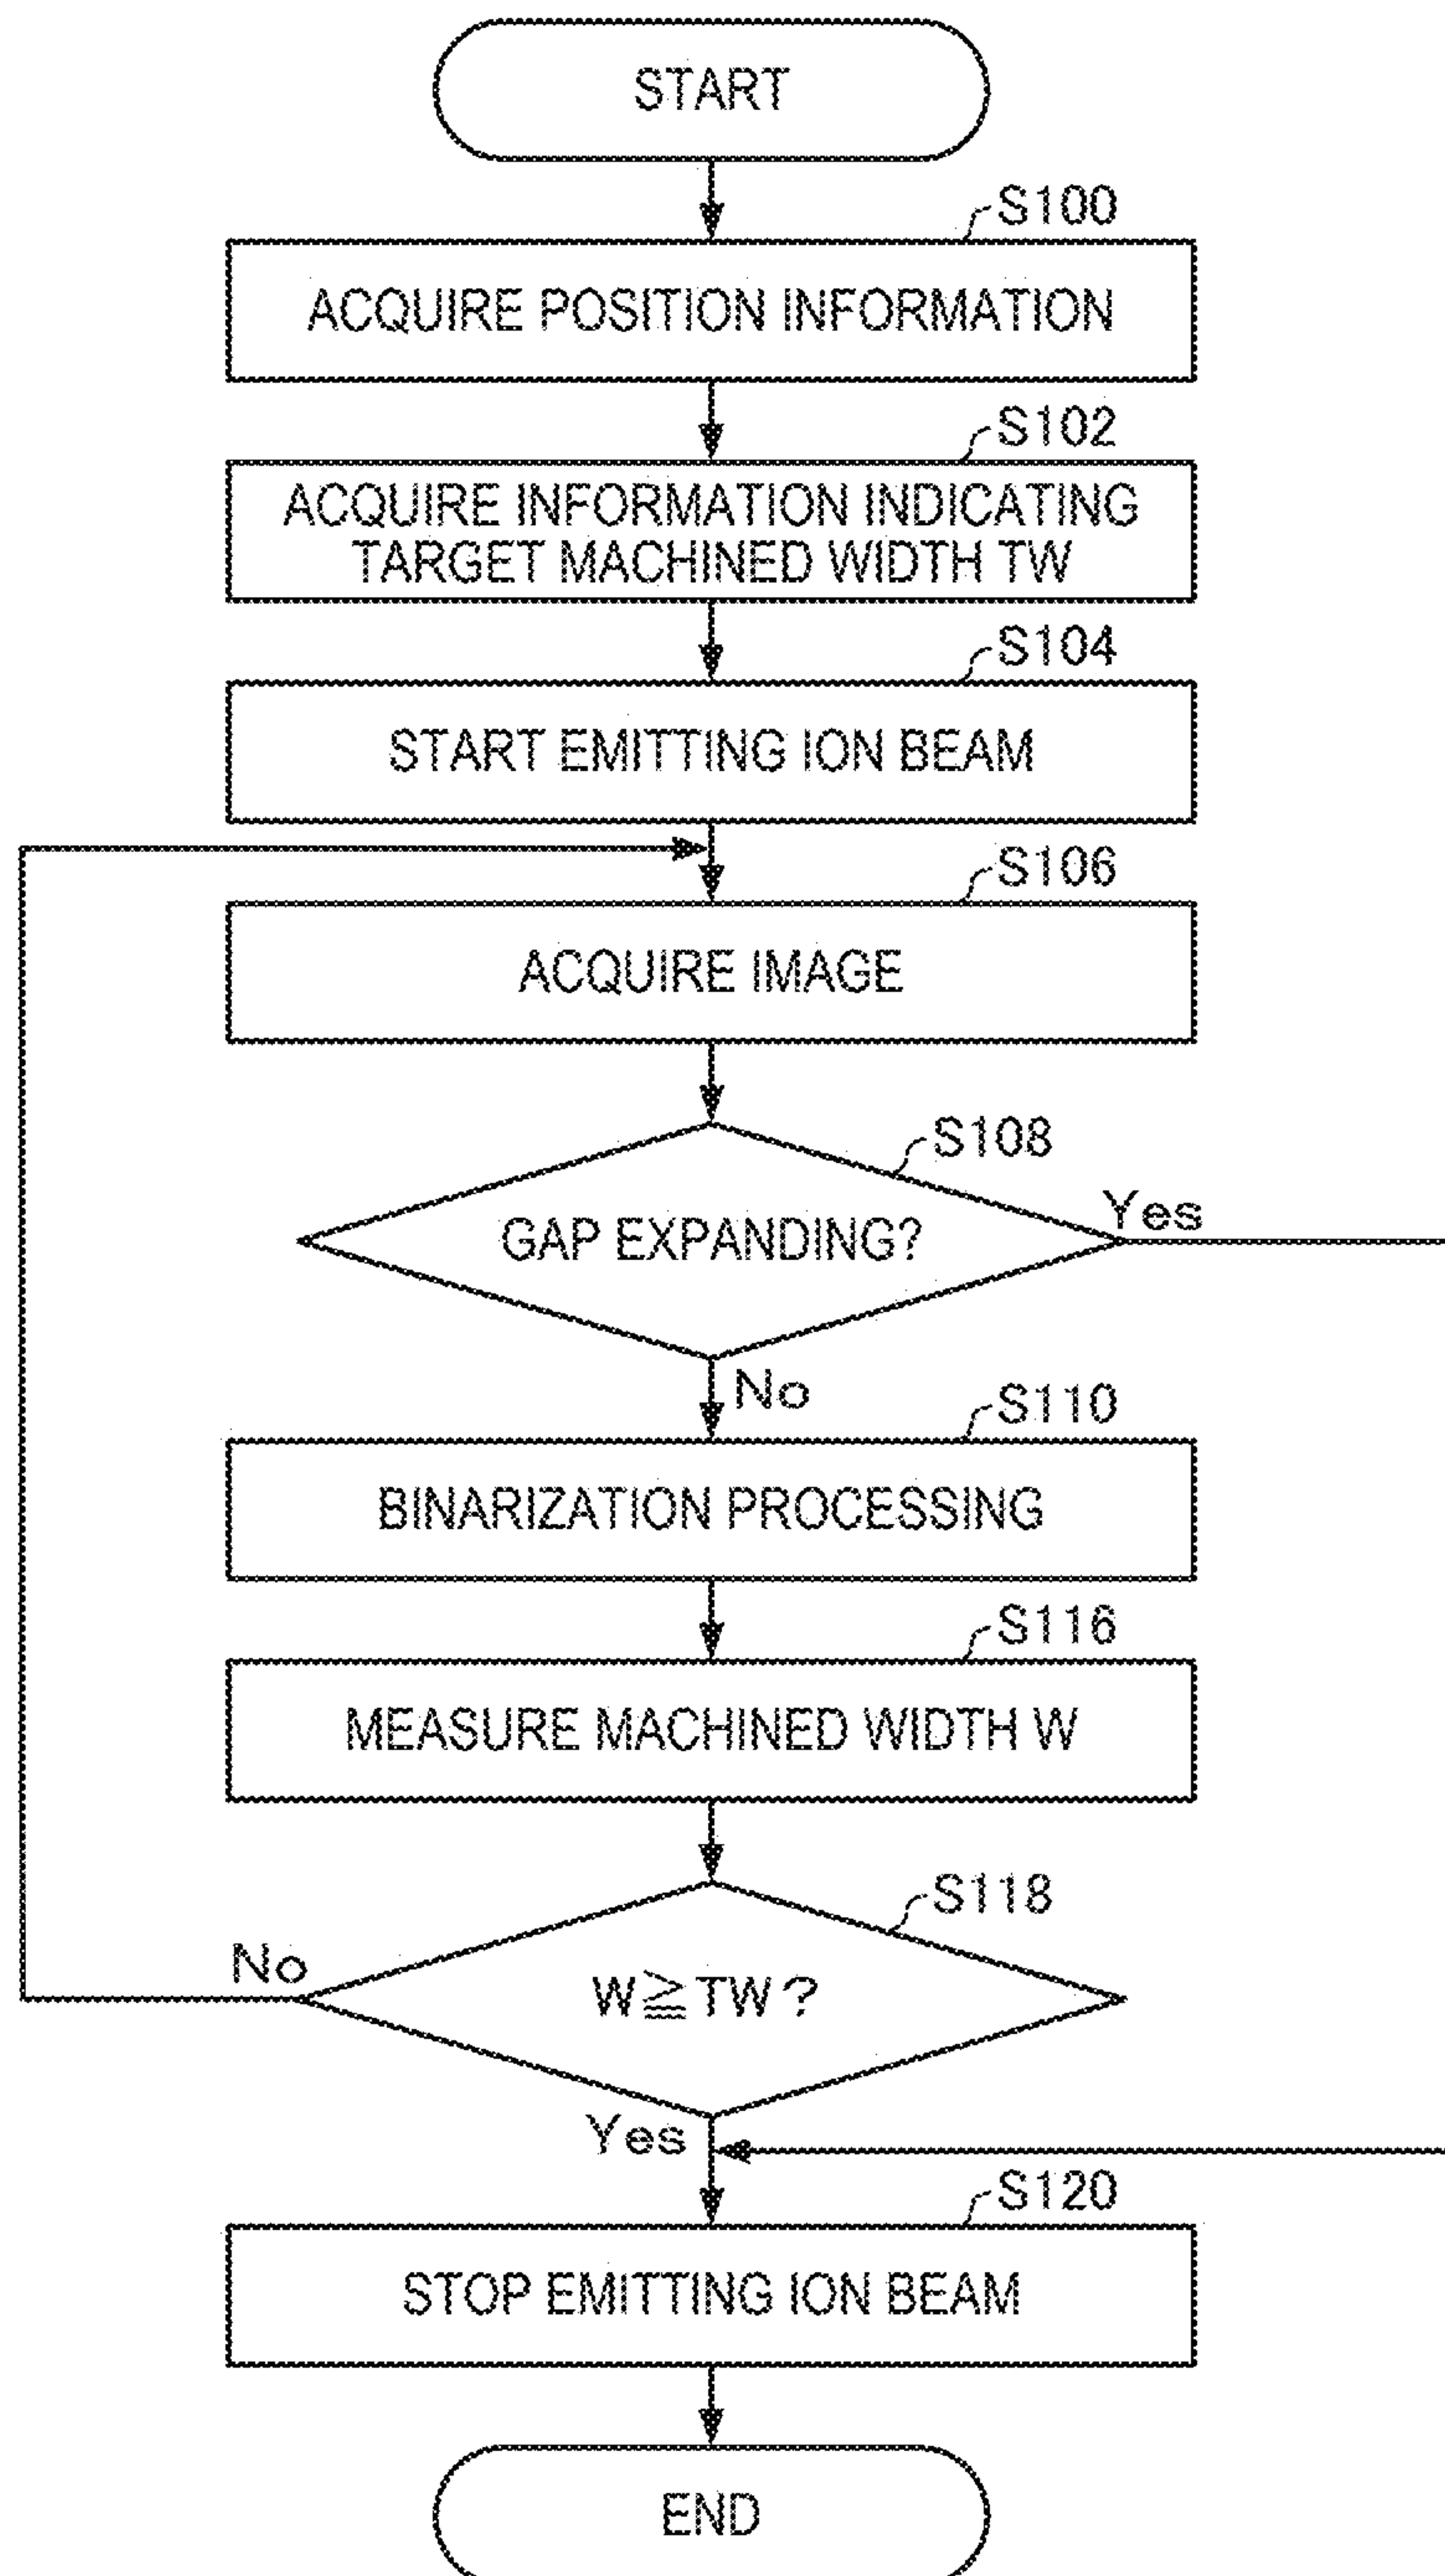 START
S100
ACQUIRE POSITION INFORMATION
S102
ACQUIRE INFORMATION INDICATING
TARGET MACHINED WIDTH TW
S104
START EMITTING ION BEAM
S106
ACQUIRE IMAGE
S108
GAP EXPANDING?
Yes
No
S110
BINARIZATION PROCESSING
S116
MEASURE MACHINED WIDTH W
S118
No
W≧TW?
Yes
S120
STOP EMITTING ION BEAM
END